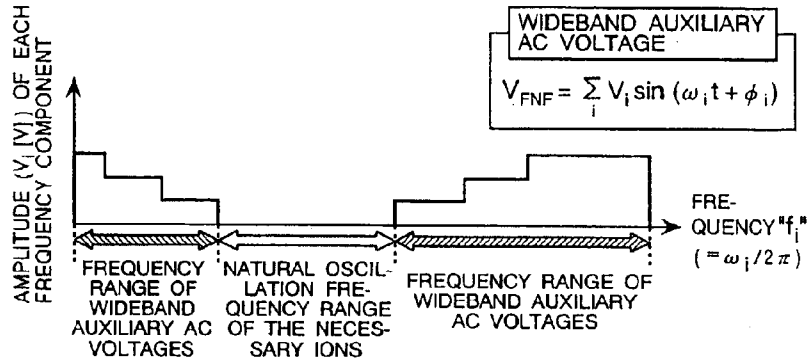 WIDEBAND AUXILIARY
AC VOLTAGE
V_FNF = Σ_i V_i sin (ω_i t + φ_i)
AMPLITUDE (V_i [V]) OF EACH
FREQUENCY COMPONENT
FRE-
QUENCY "f_i"
(=ω_i/2π)
FREQUENCY
RANGE OF
WIDEBAND
AUXILIARY AC
VOLTAGES
NATURAL OSCIL-
LATION FRE-
QUENCY RANGE
OF THE NECES-
SARY IONS
FREQUENCY RANGE OF
WIDEBAND AUXILIARY
AC VOLTAGES